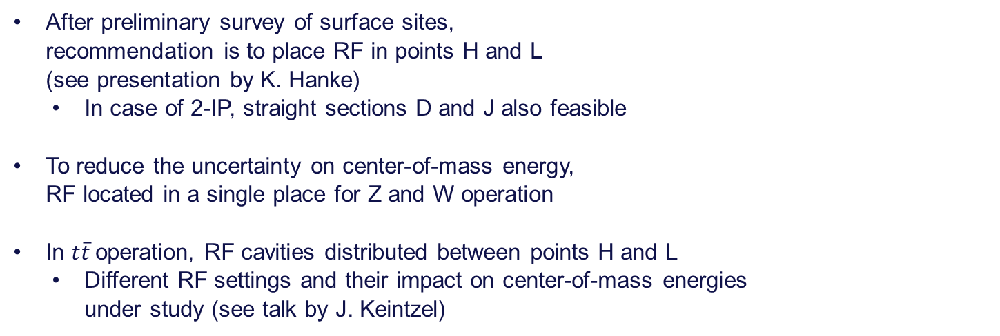 • After preliminary survey of surface sites,
recommendation is to place RF in points H and L
(see presentation by K. Hanke)
• In case of 2-IP, straight sections D and J also feasible
• To reduce the uncertainty on center-of-mass energy,
RF located in a single place for Z and W operation
• In tt̄ operation, RF cavities distributed between points H and L
• Different RF settings and their impact on center-of-mass energies
under study (see talk by J. Keintzel)